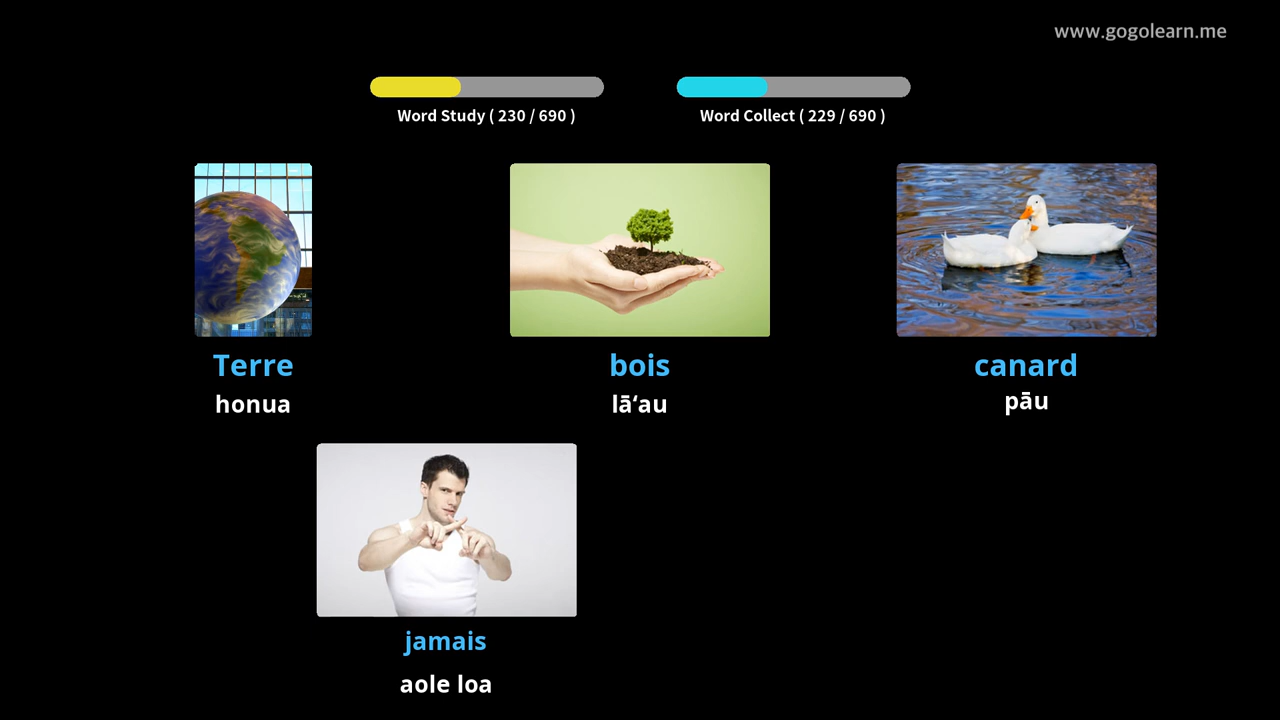 www.gogolearn.me
Word Study ( 230 / 690 )
Word Collect ( 229 / 690 )
Terre
honua
bois
lāʻau
canard
pāu
jamais
aole loa